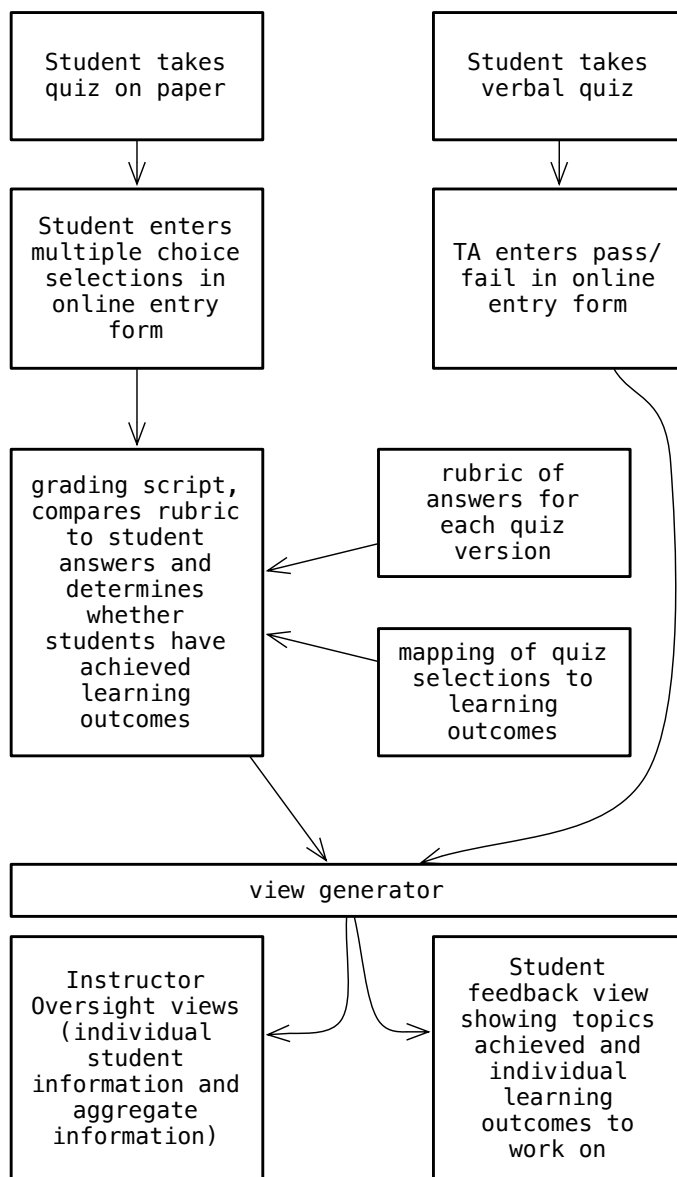 Student takes
quiz on paper
Student takes
verbal quiz
Student enters
multiple choice
selections in
online entry
form
TA enters pass/
fail in online
entry form
grading script,
compares rubric
to student
answers and
determines
whether
students have
achieved
learning
outcomes
rubric of
answers for
each quiz
version
mapping of quiz
selections to
learning
outcomes
view generator
Instructor
Oversight views
(individual
student
information and
aggregate
information)
Student
feedback view
showing topics
achieved and
individual
learning
outcomes to
work on